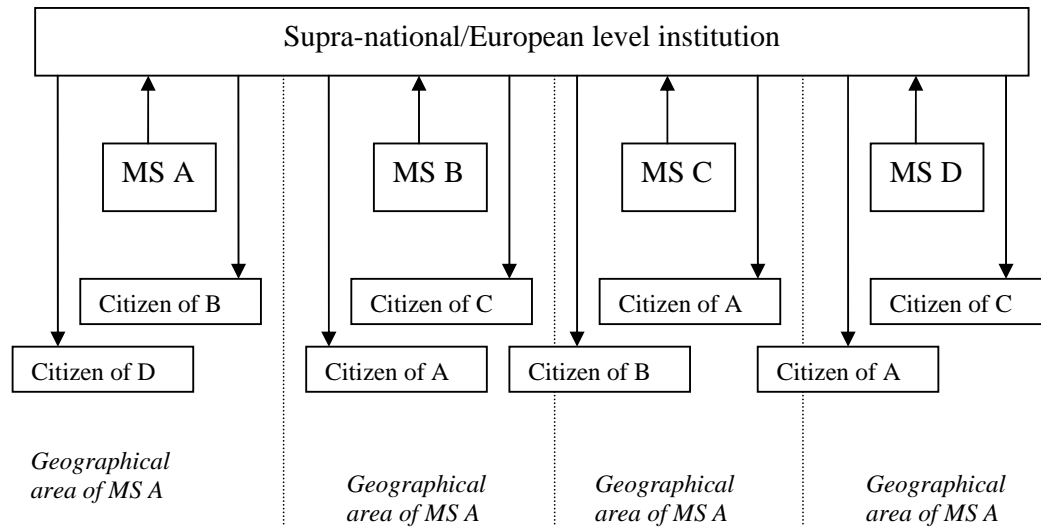 Supra-national/European level institution
MS A
MS B
MS C
MS D
Citizen of B
Citizen of C
Citizen of A
Citizen of C
Citizen of D
Citizen of A
Citizen of B
Citizen of A
Geographical
area of MS A
Geographical
area of MS A
Geographical
area of MS A
Geographical
area of MS A